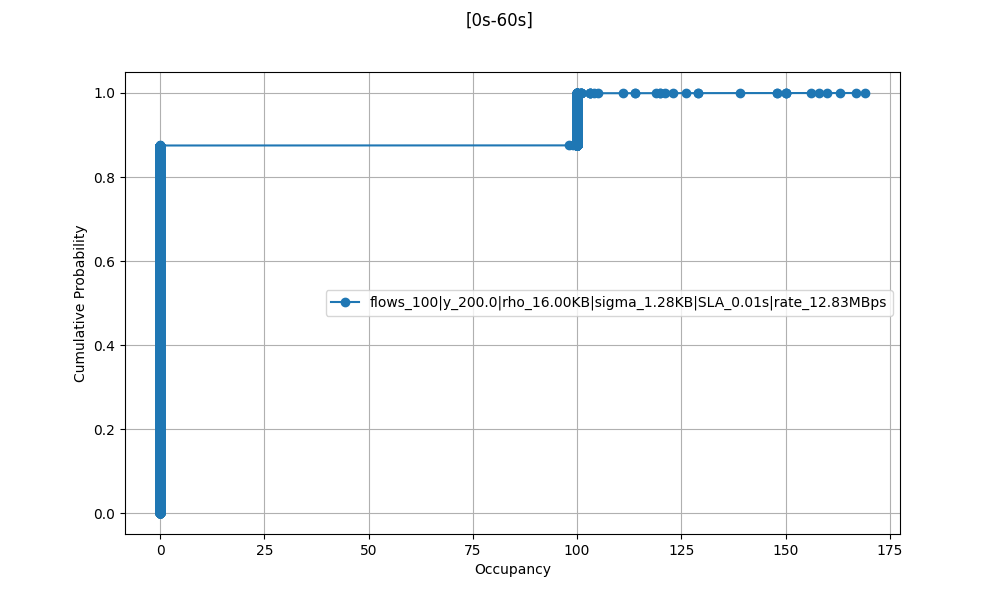 [0s-60s]
1.0
0.8
0.6
0.4
0.2
0.0
Cumulative Probability
flows_100|y_200.0|rho_16.00KB|sigma_1.28KB|SLA_0.01s|rate_12.83MBps
0 25 50 75 100 125 150 175
Occupancy